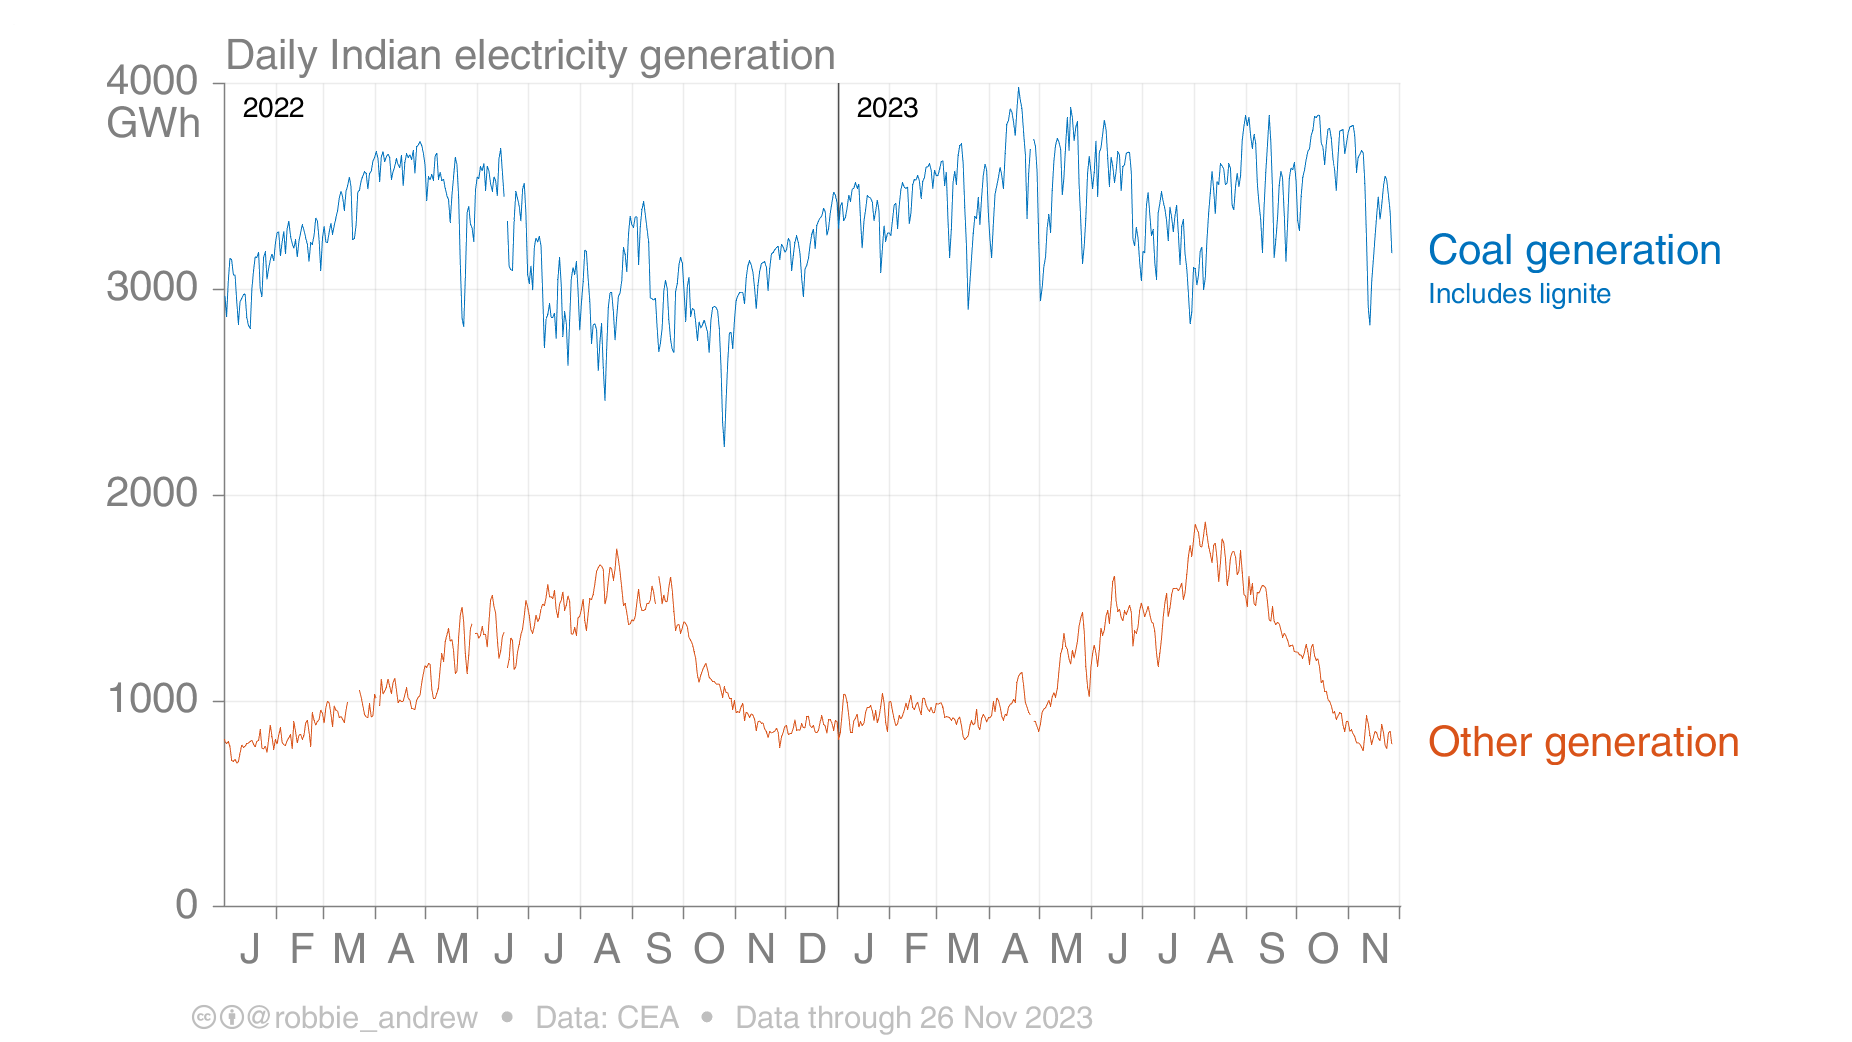 Daily Indian electricity generation
4000
GWh
2022
2023
3000
2000
1000
0
Coal generation
Includes lignite
Other generation
J F M A M J J A S O N D J F M A M J J A S O N
@robbie_andrew • Data: CEA • Data through 26 Nov 2023